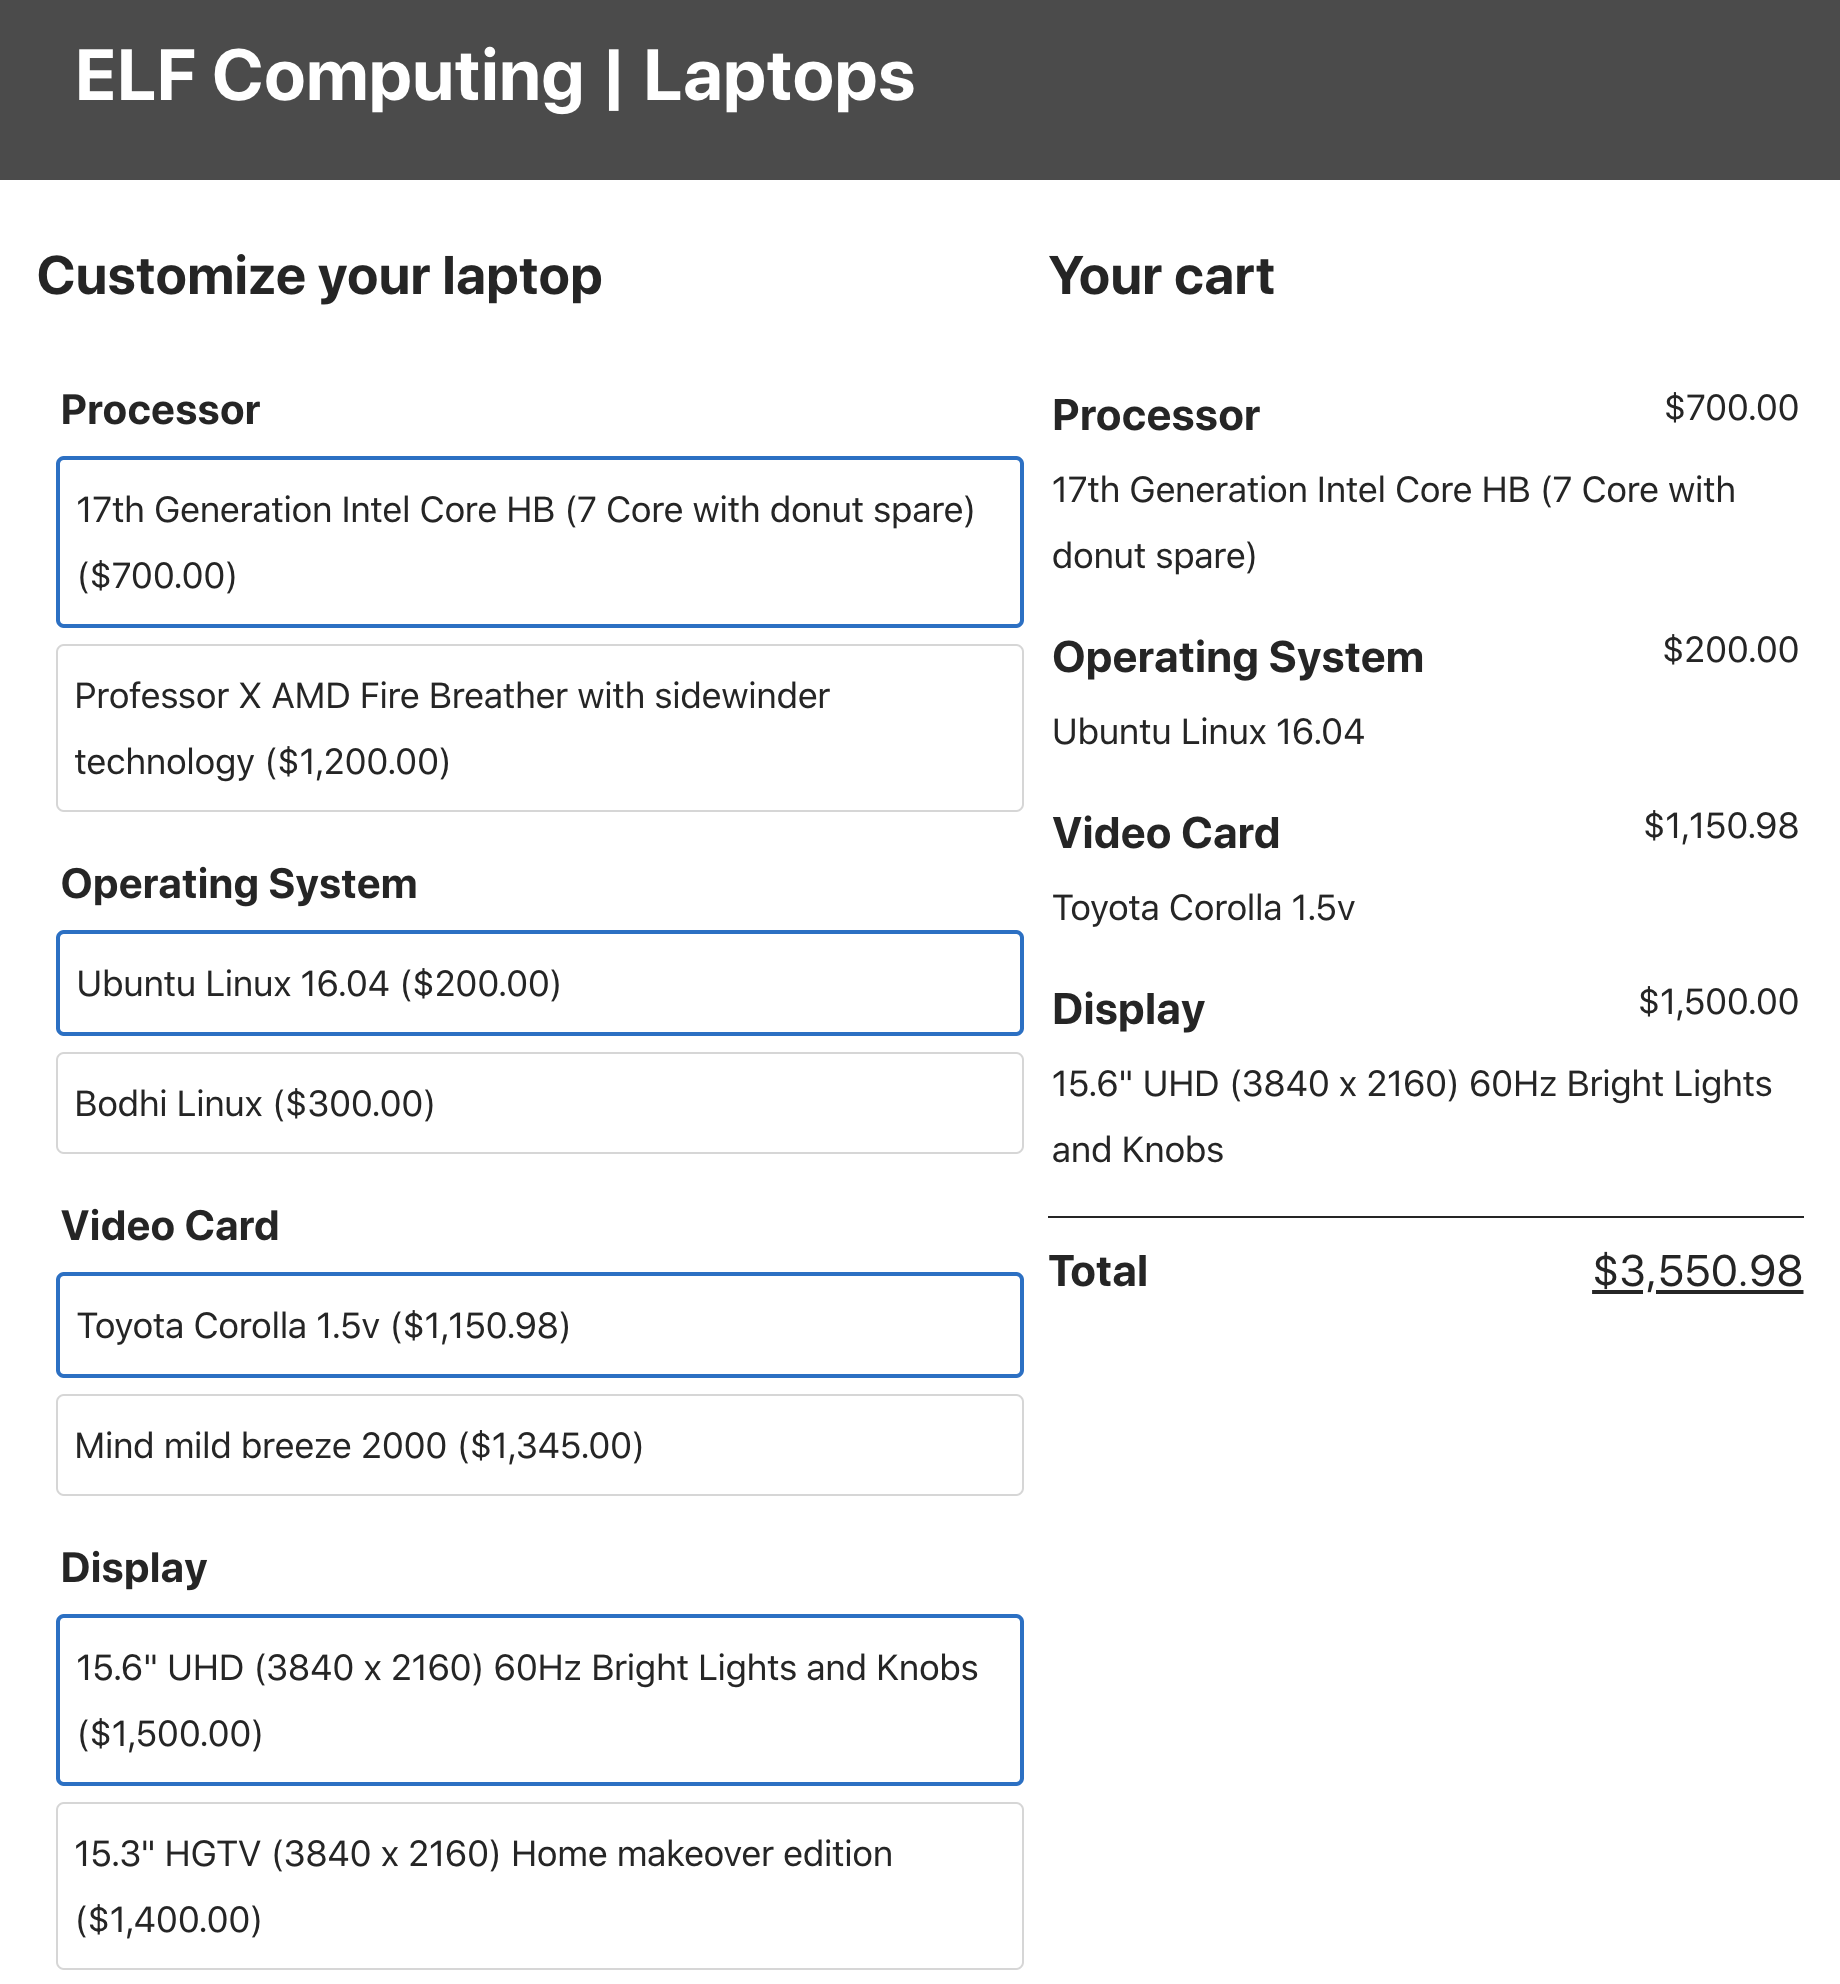 ELF Computing | Laptops
Customize your laptop
Processor
17th Generation Intel Core HB (7 Core with donut spare)
($700.00)
Professor X AMD Fire Breather with sidewinder
technology ($1,200.00)
Operating System
Ubuntu Linux 16.04 ($200.00)
Bodhi Linux ($300.00)
Video Card
Toyota Corolla 1.5v ($1,150.98)
Mind mild breeze 2000 ($1,345.00)
Display
15.6" UHD (3840 x 2160) 60Hz Bright Lights and Knobs
($1,500.00)
15.3" HGTV (3840 x 2160) Home makeover edition
($1,400.00)
Your cart
Processor $700.00
17th Generation Intel Core HB (7 Core with
donut spare)
Operating System $200.00
Ubuntu Linux 16.04
Video Card $1,150.98
Toyota Corolla 1.5v
Display $1,500.00
15.6" UHD (3840 x 2160) 60Hz Bright Lights
and Knobs
Total $3,550.98